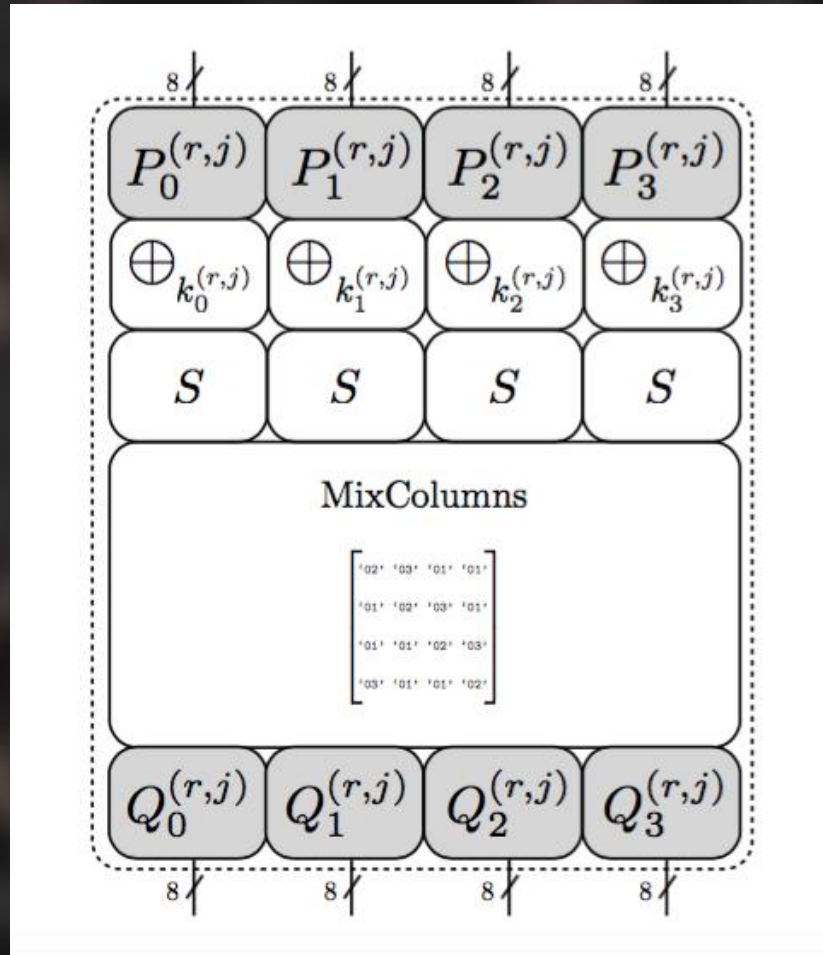 8 8 8 8
P_0^{(r,j)} P_1^{(r,j)} P_2^{(r,j)} P_3^{(r,j)}
⊕_{k_0^{(r,j)}} ⊕_{k_1^{(r,j)}} ⊕_{k_2^{(r,j)}} ⊕_{k_3^{(r,j)}}
S S S S
MixColumns
'02' '03' '01' '01'
'01' '02' '03' '01'
'01' '01' '02' '03'
'03' '01' '01' '02'
Q_0^{(r,j)} Q_1^{(r,j)} Q_2^{(r,j)} Q_3^{(r,j)}
8 8 8 8